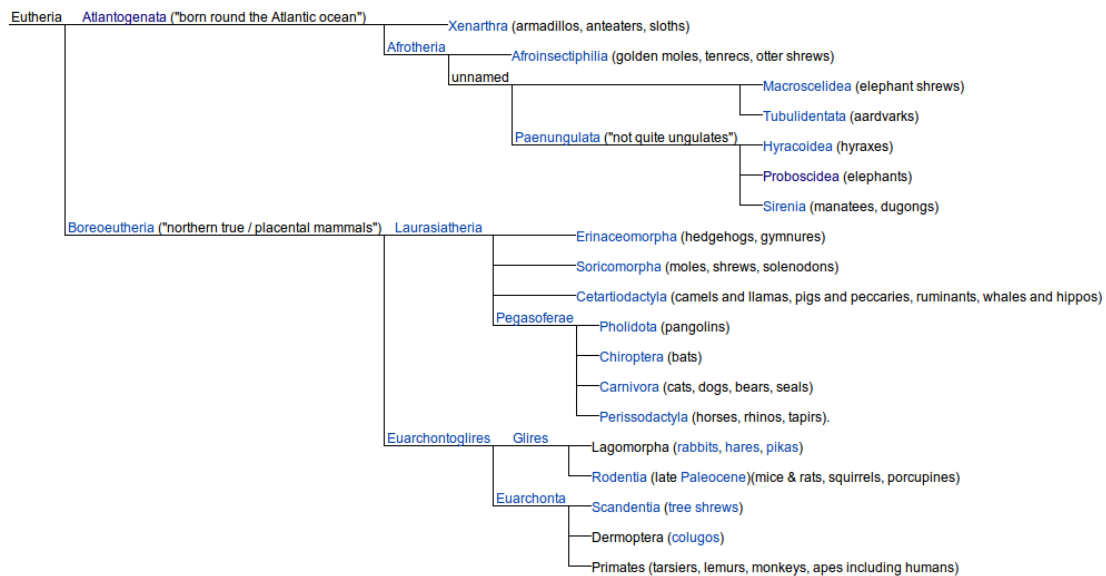 Eutheria Atlantogenata ("born round the Atlantic ocean")
Xenarthra (armadillos, anteaters, sloths)
Afrotheria
Afroinsectiphilia (golden moles, tenrecs, otter shrews)
unnamed
Macroscelidea (elephant shrews)
Tubulidentata (aardvarks)
Paenungulata ("not quite ungulates")
Hyracoidea (hyraxes)
Proboscidea (elephants)
Sirenia (manatees, dugongs)
Boreoeutheria ("northern true / placental mammals") Laurasiatheria
Erinaceomorpha (hedgehogs, gymnures)
Soricomorpha (moles, shrews, solenodons)
Cetartiodactyla (camels and llamas, pigs and peccaries, ruminants, whales and hippos)
Pegasoferae
Pholidota (pangolins)
Chiroptera (bats)
Carnivora (cats, dogs, bears, seals)
Perissodactyla (horses, rhinos, tapirs).
Euarchontoglires Glires
Lagomorpha (rabbits, hares, pikas)
Rodentia (late Paleocene)(mice & rats, squirrels, porcupines)
Euarchonta
Scandentia (tree shrews)
Dermoptera (colugos)
Primates (tarsiers, lemurs, monkeys, apes including humans)